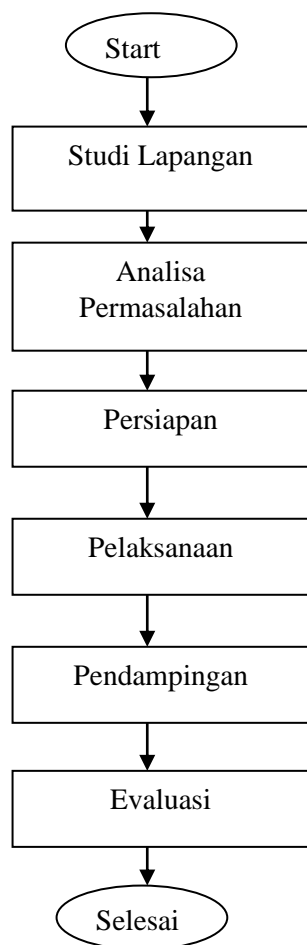 Start
Studi Lapangan
Analisa
Permasalahan
Persiapan
Pelaksanaan
Pendampingan
Evaluasi
Selesai